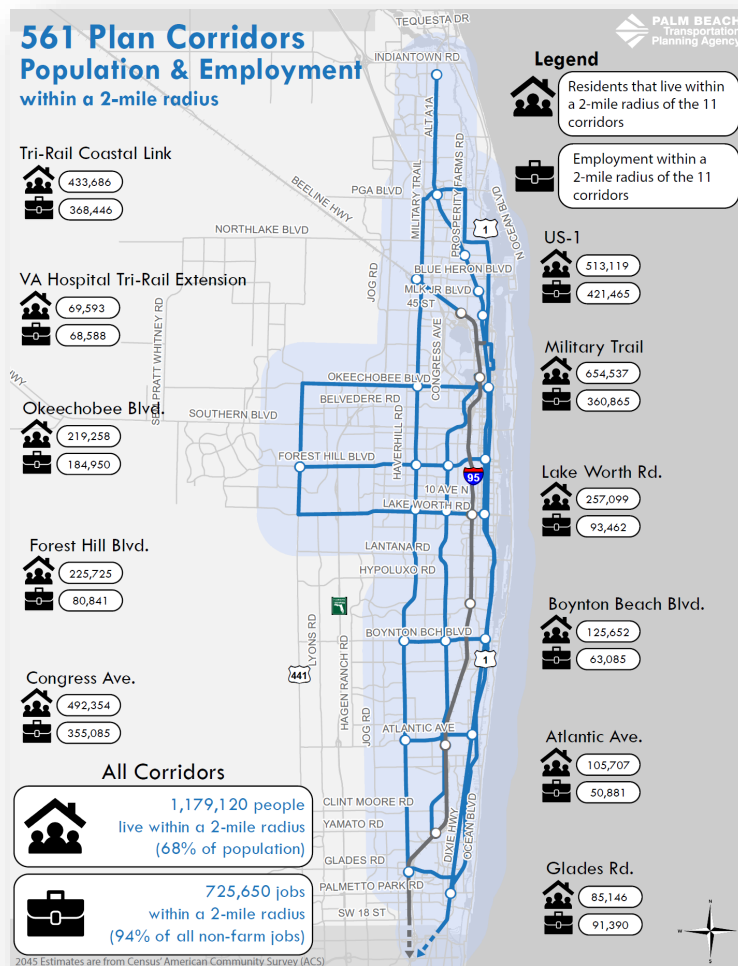 561 Plan Corridors
Population & Employment
within a 2-mile radius
PALM BEACH
Transportation
Planning Agency
Legend
Residents that live within
a 2-mile radius of the 11
corridors
Employment within a
2-mile radius of the 11
corridors
Tri-Rail Coastal Link
433,686
368,446
VA Hospital Tri-Rail Extension
69,593
68,588
Okeechobee Blvd.
219,258
184,950
Forest Hill Blvd.
225,725
80,841
Congress Ave.
492,354
355,085
US-1
513,119
421,465
Military Trail
654,537
360,865
Lake Worth Rd.
257,099
93,462
Boynton Beach Blvd.
125,652
63,085
Atlantic Ave.
105,707
50,881
Glades Rd.
85,146
91,390
All Corridors
1,179,120 people
live within a 2-mile radius
(68% of population)
725,650 jobs
within a 2-mile radius
(94% of all non-farm jobs)
2045 Estimates are from Census' American Community Survey (ACS)
TEQUESTA DR
INDIANTOWN RD
ALT A1A
PROSPERITY FARMS RD
MILITARY TRAIL
BEELINE HWY
PGA BLVD
N OCEAN BLVD
1
NORTHLAKE BLVD
BLUE HERON BLVD
JOG RD
MLK JR BLVD
45 ST
CONGRESS AVE
PRATT WHITNEY RD
OKEECHOBEE BLVD
BELVEDERE RD
SOUTHERN BLVD
HAVERHILL RD
FOREST HILL BLVD
95
10 AVE N
LAKE WORTH RD
LANTANA RD
HYPOLUXO RD
LYONS RD
BOYNTON BCH BLVD
1
441
HAGEN RANCH RD
JOG RD
ATLANTIC AVE
CLINT MOORE RD
YAMATO RD
DIXIE HWY
OCEAN BLVD
GLADES RD
PALMETTO PARK RD
SW 18 ST
N
S